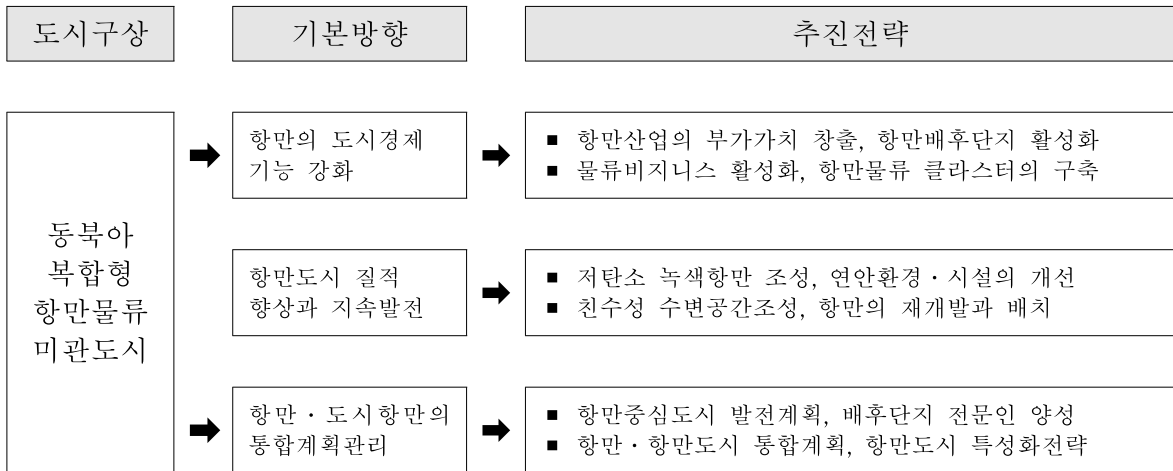 도시구상
기본방향
추진전략
동북아
복합형
항만물류
미관도시
항만의 도시경제
기능 강화
■ 항만산업의 부가가치 창출, 항만배후단지 활성화
■ 물류비지니스 활성화, 항만물류 클라스터의 구축
항만도시 질적
향상과 지속발전
■ 저탄소 녹색항만 조성, 연안환경·시설의 개선
■ 친수성 수변공간조성, 항만의 재개발과 배치
항만·도시항만의
통합계획관리
■ 항만중심도시 발전계획, 배후단지 전문인 양성
■ 항만·항만도시 통합계획, 항만도시 특성화전략